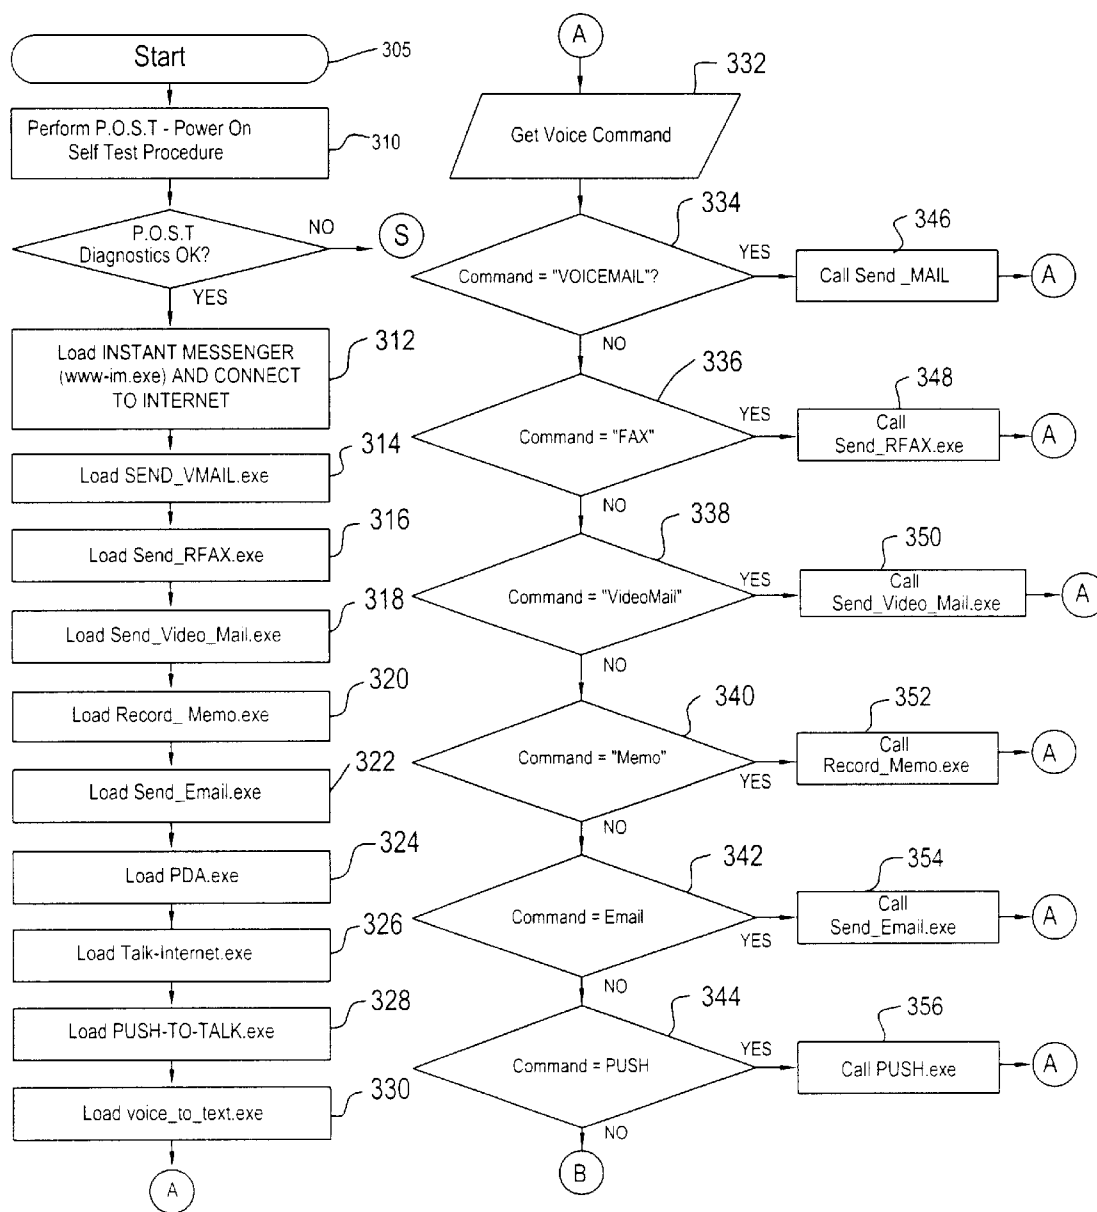 Start
305
Perform P.O.S.T - Power On
Self Test Procedure
310
P.O.S.T
Diagnostics OK?
NO
S
YES
Load INSTANT MESSENGER
(www-im.exe) AND CONNECT
TO INTERNET
312
Load SEND_VMAIL.exe
314
Load Send_RFAX.exe
316
Load Send_Video_Mail.exe
318
Load Record_ Memo.exe
320
Load Send_Email.exe
322
Load PDA.exe
324
Load Talk-Internet.exe
326
Load PUSH-TO-TALK.exe
328
Load voice_to_text.exe
330
A
A
332
Get Voice Command
334
Command = "VOICEMAIL"?
YES
346
Call Send _MAIL
A
NO
336
Command = "FAX"
YES
348
Call
Send_RFAX.exe
A
NO
338
Command = "VideoMail"
YES
350
Call
Send_Video_Mail.exe
A
NO
340
Command = "Memo"
YES
352
Call
Record_Memo.exe
A
NO
342
Command = Email
YES
354
Call
Send_Email.exe
A
NO
344
Command = PUSH
YES
356
Call PUSH.exe
A
NO
B